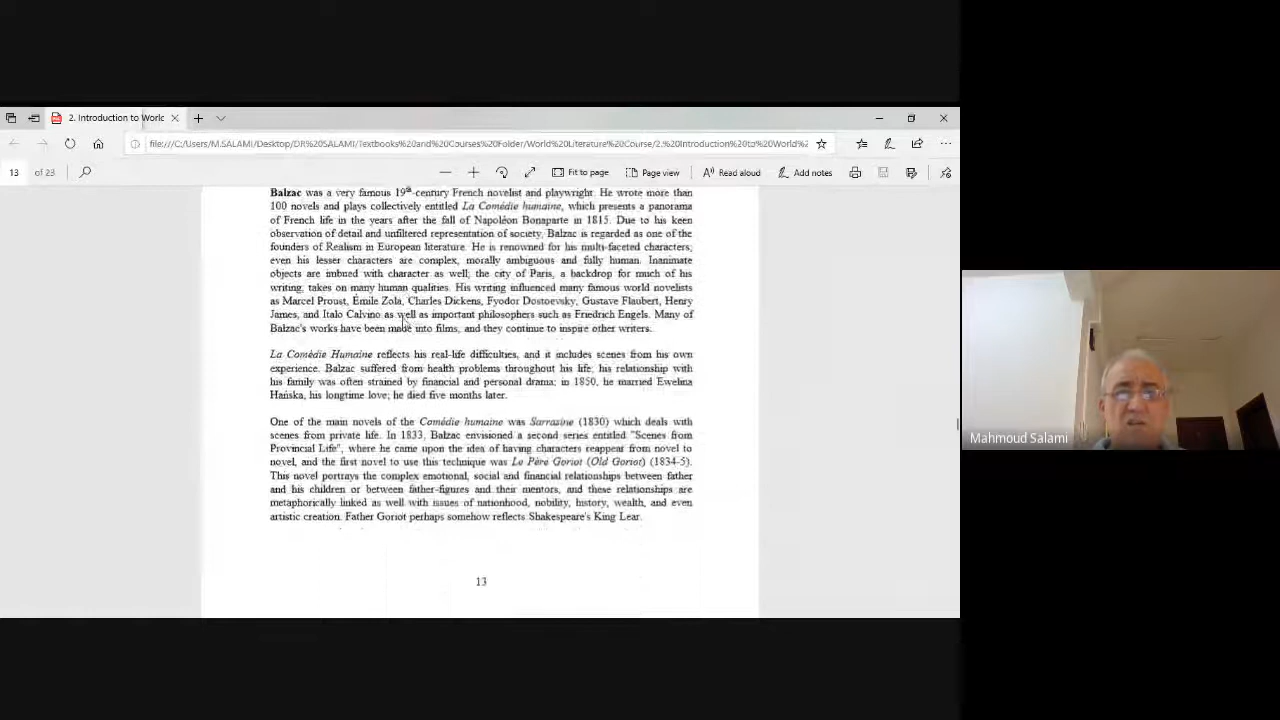 2. Introduction to World
file:///C:/Users/M.SALAMI/Desktop/DR%20SALAMI/Textbooks%20and%20Courses%20Folder/World%20Literature%20Course/2.%20Introduction%20to%20World%2
13 of 23 Fit to page Page view Read aloud Add notes
Balzac was a very famous 19th-century French novelist and playwright. He wrote more than
100 novels and plays collectively entitled La Comédie humaine, which presents a panorama
of French life in the years after the fall of Napoléon Bonaparte in 1815. Due to his keen
observation of detail and unfiltered representation of society, Balzac is regarded as one of the
founders of Realism in European literature. He is renowned for his multi-faceted characters;
even his lesser characters are complex, morally ambiguous and fully human. Inanimate
objects are imbued with character as well; the city of Paris, a backdrop for much of his
writing, takes on many human qualities. His writing influenced many famous world novelists
as Marcel Proust, Émile Zola, Charles Dickens, Fyodor Dostoevsky, Gustave Flaubert, Henry
James, and Italo Calvino as well as important philosophers such as Friedrich Engels. Many of
Balzac's works have been made into films, and they continue to inspire other writers.
La Comédie Humaine reflects his real-life difficulties, and it includes scenes from his own
experience. Balzac suffered from health problems throughout his life; his relationship with
his family was often strained by financial and personal drama; in 1850, he married Ewelina
Hańska, his longtime love; he died five months later.
One of the main novels of the Comédie humaine was Sarrasine (1830) which deals with
scenes from private life. In 1833, Balzac envisioned a second series entitled "Scenes from
Provincial Life", where he came upon the idea of having characters reappear from novel to
novel, and the first novel to use this technique was Le Père Goriot (Old Goriot) (1834-5).
This novel portrays the complex emotional, social and financial relationships between father
and his children or between father-figures and their mentors, and these relationships are
metaphorically linked as well with issues of nationhood, nobility, history, wealth, and even
artistic creation. Father Goriot perhaps somehow reflects Shakespeare's King Lear.
13
Mahmoud Salami